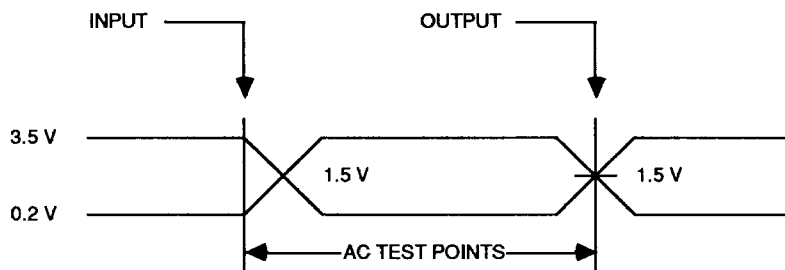 INPUT OUTPUT
3.5 V
1.5 V 1.5 V
0.2 V
AC TEST POINTS